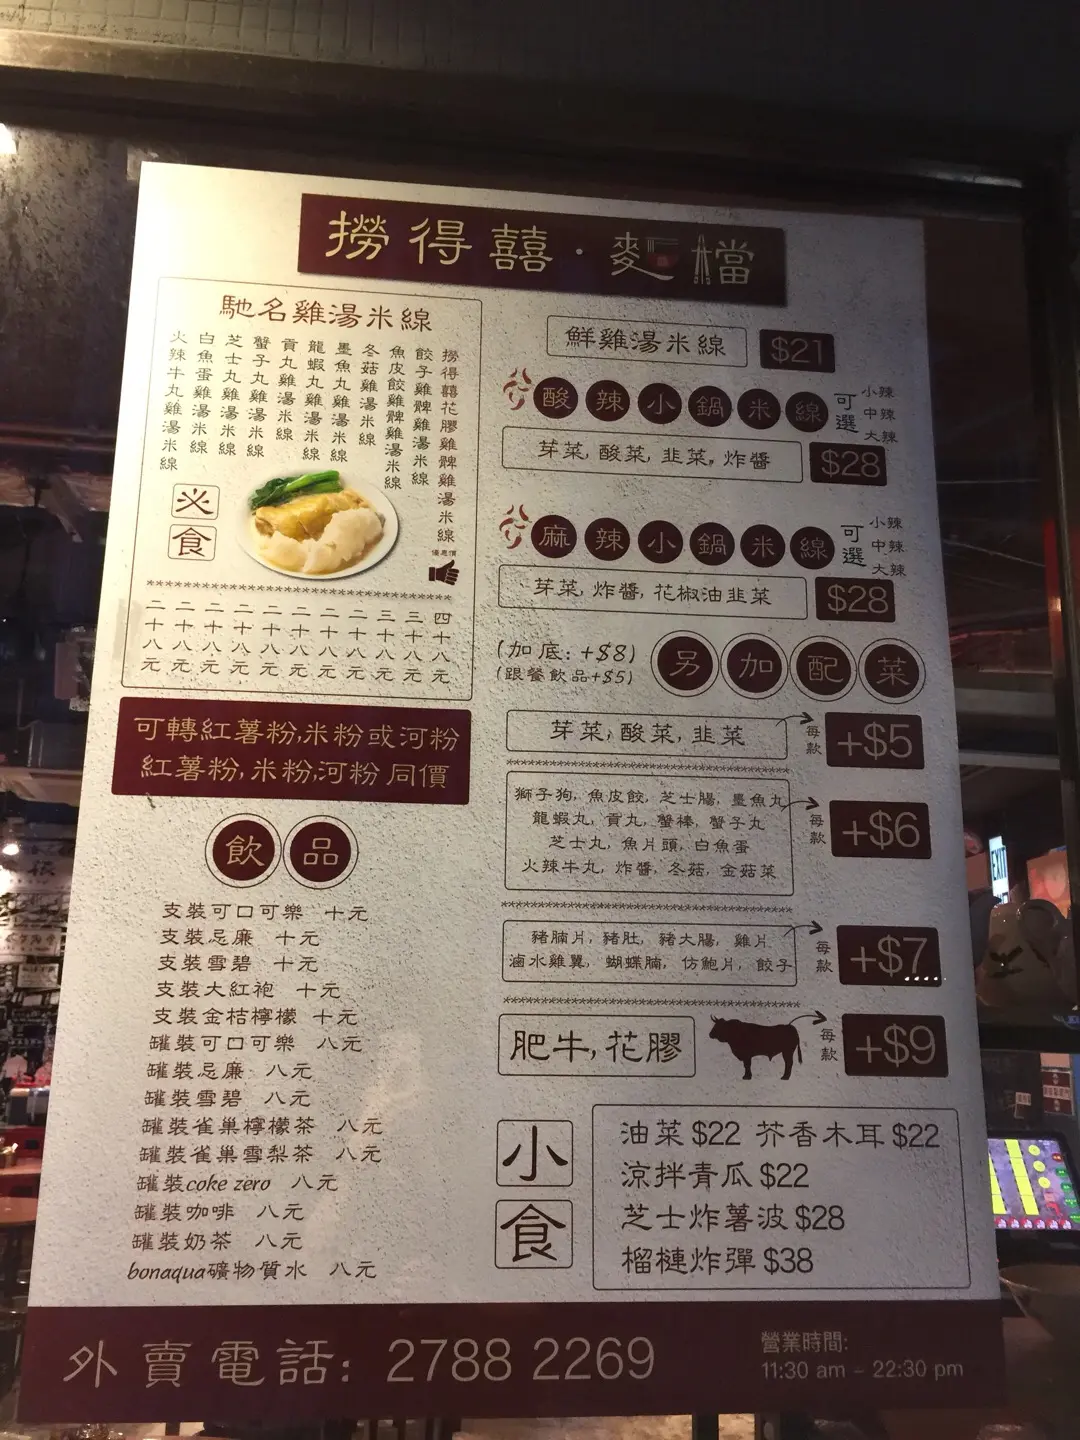 撈得囍·麵檔
馳名雞湯米線
撈得囍花膠雞髀雞湯米線
餃子雞髀雞湯米線
魚皮餃雞髀雞湯米線
冬菇雞湯米線
墨魚丸雞湯米線
龍蝦丸雞湯米線
貢丸雞湯米線
蟹子丸雞湯米線
芝士丸雞湯米線
白魚蛋雞湯米線
火辣牛丸雞湯米線
必食
優惠價
四十八元
三十八元
三十八元
二十八元
二十八元
二十八元
二十八元
二十八元
二十八元
二十八元
二十八元
可轉紅薯粉,米粉或河粉
紅薯粉,米粉,河粉 同價
飲品
支裝可口可樂 十元
支裝忌廉 十元
支裝雪碧 十元
支裝大紅袍 十元
支裝金桔檸檬 十元
罐裝可口可樂 八元
罐裝忌廉 八元
罐裝雪碧 八元
罐裝雀巢檸檬茶 八元
罐裝雀巢雪梨茶 八元
罐裝coke zero 八元
罐裝咖啡 八元
罐裝奶茶 八元
bonaqua礦物質水 八元
鮮雞湯米線 $21
酸辣小鍋米線 可選 小辣
中辣
大辣
芽菜,酸菜,韭菜,炸醬 $28
麻辣小鍋米線 可選 小辣
中辣
大辣
芽菜,炸醬,花椒油韭菜 $28
(加底: +$8)
(跟餐飲品+$5)
另加配菜
芽菜,酸菜,韭菜 每款 +$5
獅子狗,魚皮餃,芝士腸,墨魚丸
龍蝦丸,貢丸,蟹棒,蟹子丸
芝士丸,魚片頭,白魚蛋
火辣牛丸,炸醬,冬菇,金菇菜
每款 +$6
豬腩片,豬肚,豬大腸,雞片
滷水雞翼,蝴蝶腩,仿鮑片,餃子
每款 +$7
肥牛,花膠 每款 +$9
小食
油菜 $22 芥香木耳 $22
涼拌青瓜 $22
芝士炸薯波 $28
榴槤炸彈 $38
外賣電話: 2788 2269
營業時間:
11:30 am - 22:30 pm
EXIT